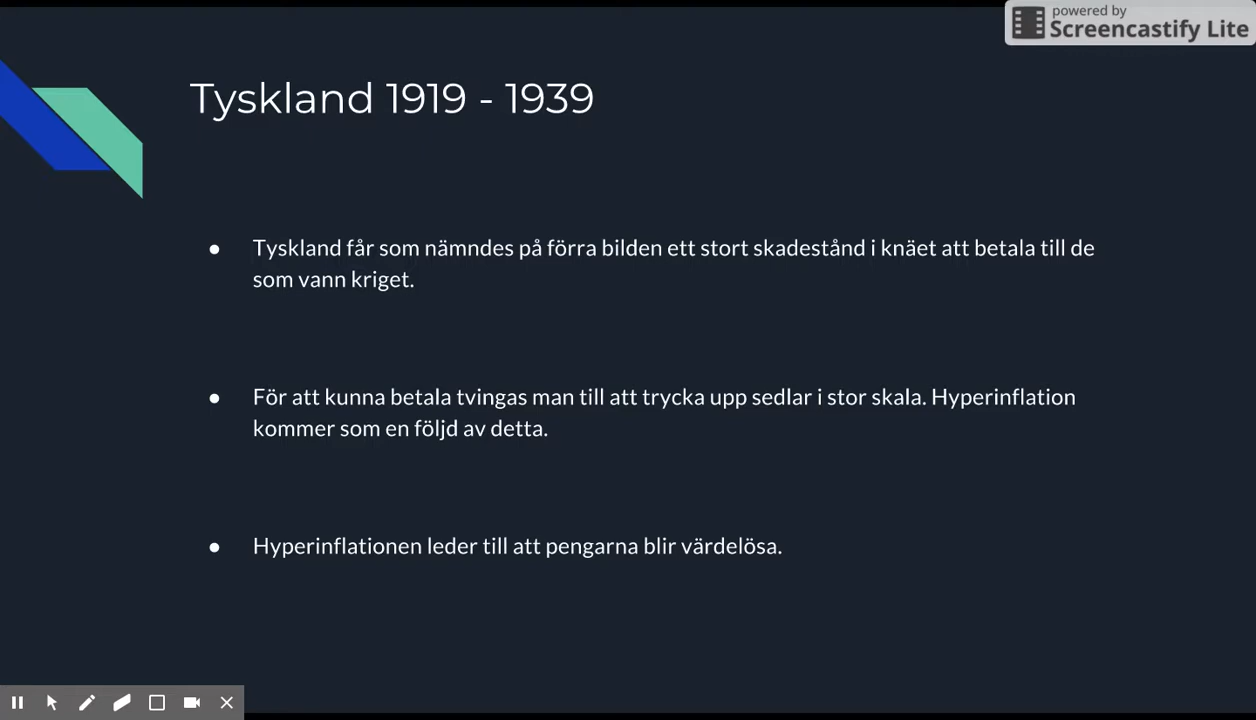 powered by
Screencastify Lite
Tyskland 1919 - 1939
● Tyskland får som nämndes på förra bilden ett stort skadestånd i knäet att betala till de
som vann kriget.
● För att kunna betala tvingas man till att trycka upp sedlar i stor skala. Hyperinflation
kommer som en följd av detta.
● Hyperinflationen leder till att pengarna blir värdelösa.